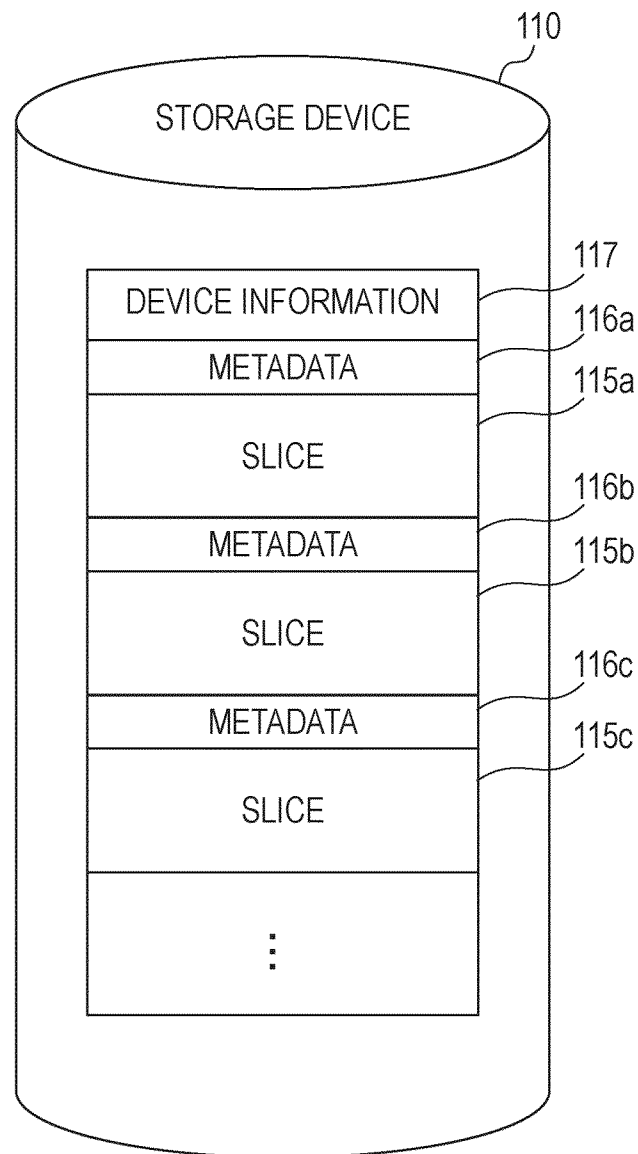 110
STORAGE DEVICE
117
DEVICE INFORMATION
116a
METADATA
115a
SLICE
116b
METADATA
115b
SLICE
116c
METADATA
115c
SLICE
⋮